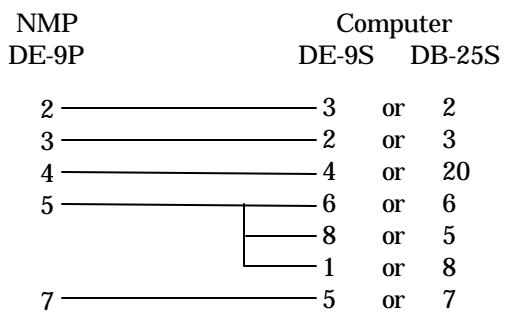 NMP Computer
DE-9P DE-9S DB-25S
2 3 or 2
3 2 or 3
4 4 or 20
5 6 or 6
8 or 5
1 or 8
7 5 or 7